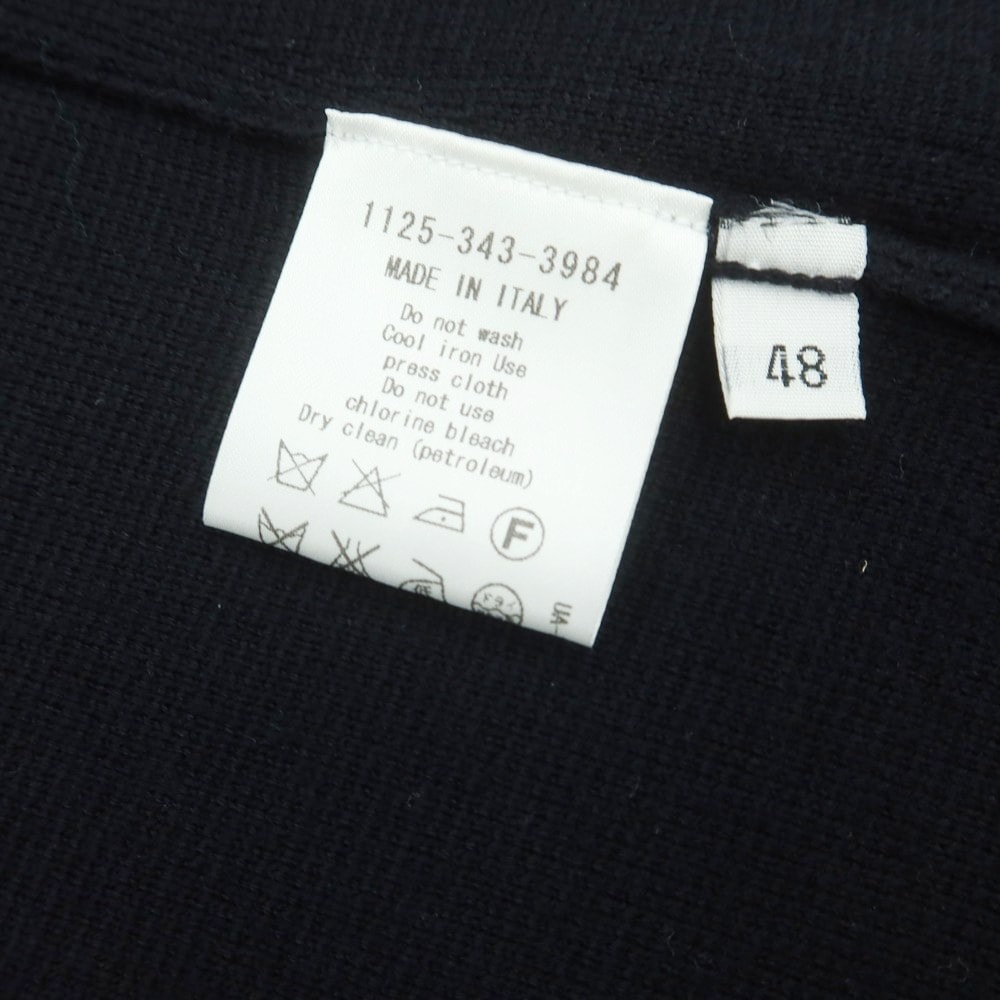 1125-343-3984
MADE IN ITALY
Do not wash
Cool iron Use
press cloth
Do not use
chlorine bleach
Dry clean (petroleum)
F
UA-
48